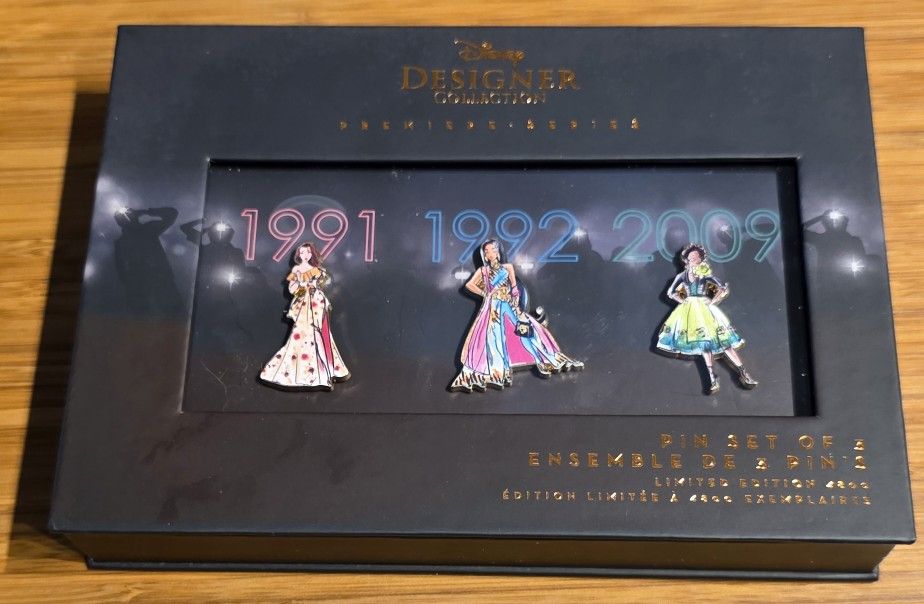 Disney
DESIGNER
COLLECTION
PREMIERE·SERIES
1991 1992 2009
PIN SET OF 3
ENSEMBLE DE 3 PIN'S
LIMITED EDITION 4800
ÉDITION LIMITÉE À 4800 EXEMPLAIRES